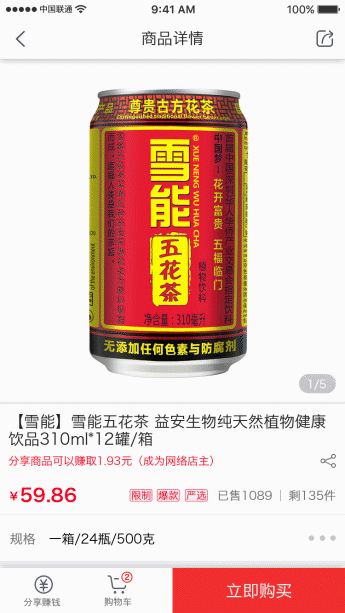 中国联通
9:41 AM
100%
商品详情
尊贵古方花茶
雪能
®
XUE NENG WU HUA CHA
五花茶
植物饮料
中国梦！花开富贵 五福临门
净含量：310毫升
无添加任何色素与防腐剂
1/5
【雪能】雪能五花茶 益安生物纯天然植物健康
饮品310ml*12罐/箱
分享商品可以赚取1.93元（成为网络店主）
¥59.86 限制 爆款 严选 已售1089 | 剩135件
规格 一箱/24瓶/500克
分享赚钱
2
购物车
立即购买